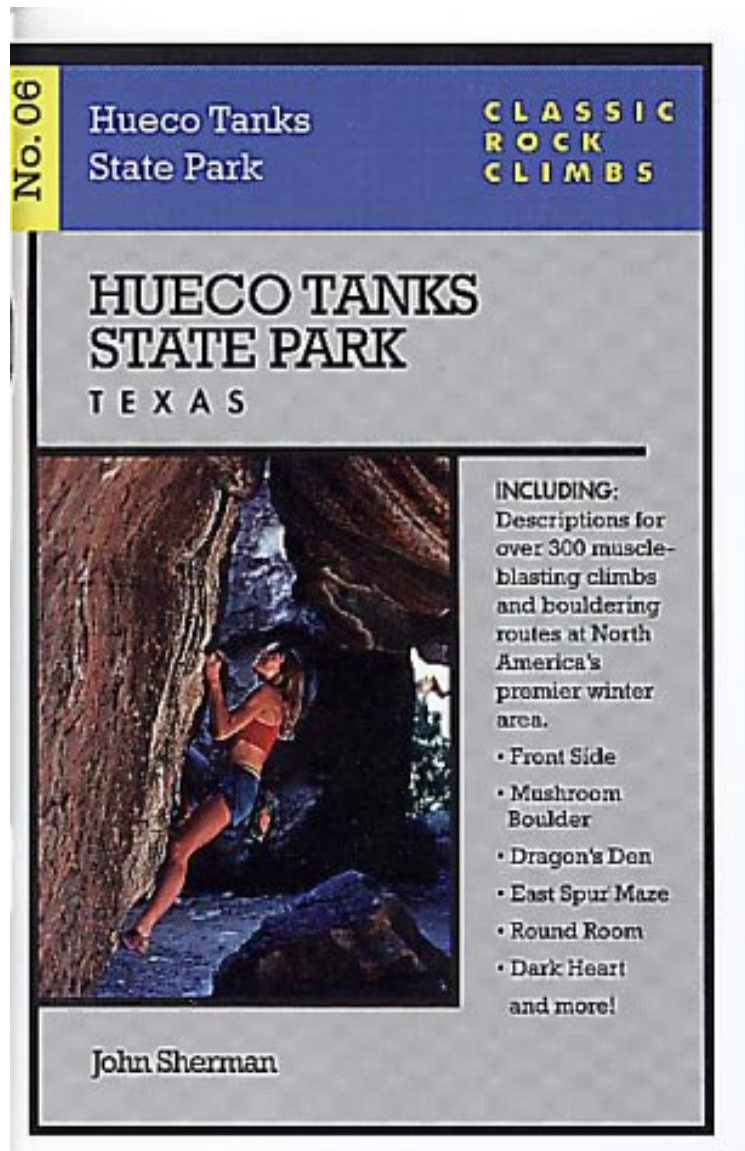 No. 06
Hueco Tanks
State Park
CLASSIC
ROCK
CLIMBS
HUECO TANKS
STATE PARK
TEXAS
INCLUDING:
Descriptions for
over 300 muscle-
blasting climbs
and bouldering
routes at North
America's
premier winter
area.
• Front Side
• Mushroom
Boulder
• Dragon's Den
• East Spur Maze
• Round Room
• Dark Heart
and more!
John Sherman